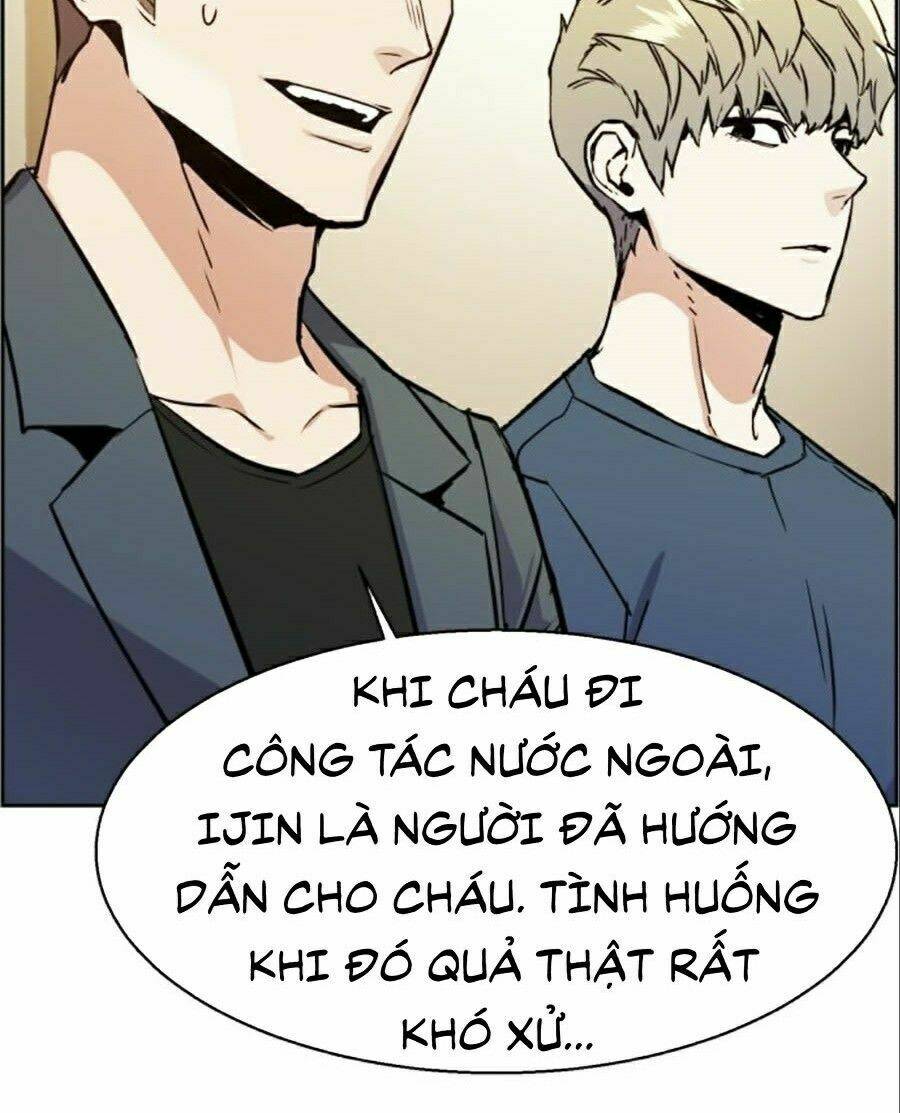 KHI CHÁU ĐI
CÔNG TÁC NƯỚC NGOÀI,
IJIN LÀ NGƯỜI ĐÃ HƯỚNG
DẪN CHO CHÁU. TÌNH HUỐNG
KHI ĐÓ QUẢ THẬT RẤT
KHÓ XỬ...